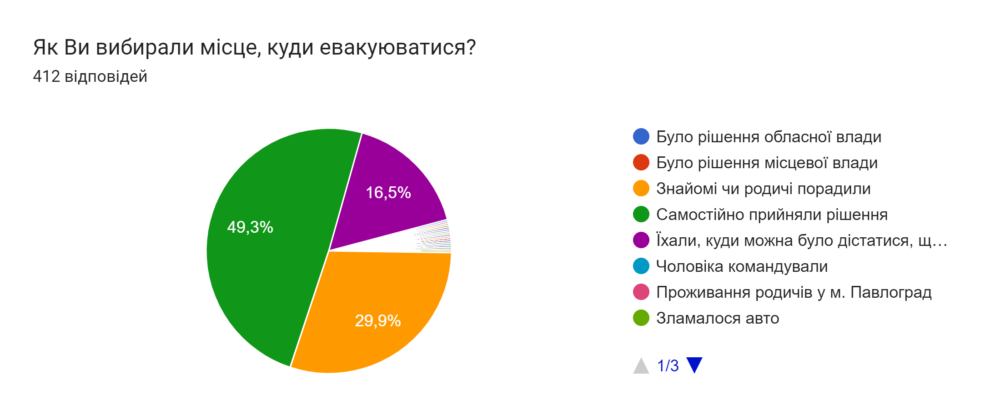 Як Ви вибирали місце, куди евакуюватися?
412 відповідей
16,5%
49,3%
29,9%
Було рішення обласної влади
Було рішення місцевої влади
Знайомі чи родичі порадили
Самостійно прийняли рішення
Їхали, куди можна було дістатися, щ…
Чоловіка командували
Проживання родичів у м. Павлоград
Зламалося авто
1/3